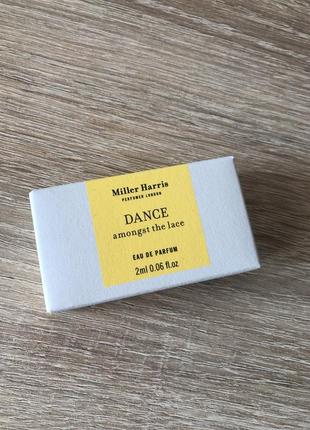 Miller Harris
PERFUMER LONDON
DANCE
amongst the lace
EAU DE PARFUM
2ml 0.06 fl.oz